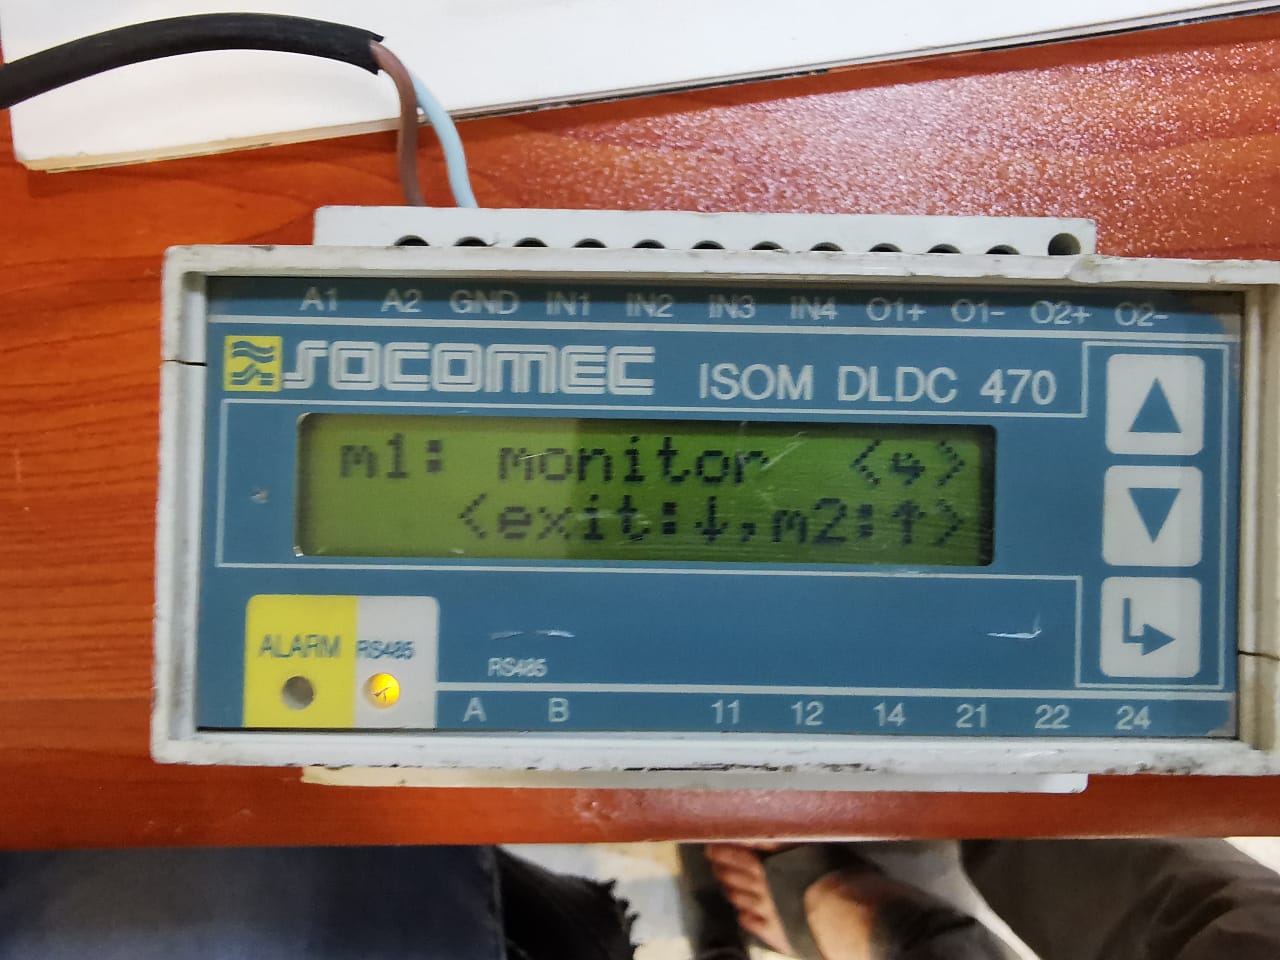 A1 A2 GND IN1 IN2 IN3 IN4 O1+ O1- O2+ O2-
SOCOMEC ISOM DLDC 470
m1: monitor <↵>
<exit:↓,m2:↑>
ALARM RS485
RS485
A B 11 12 14 21 22 24